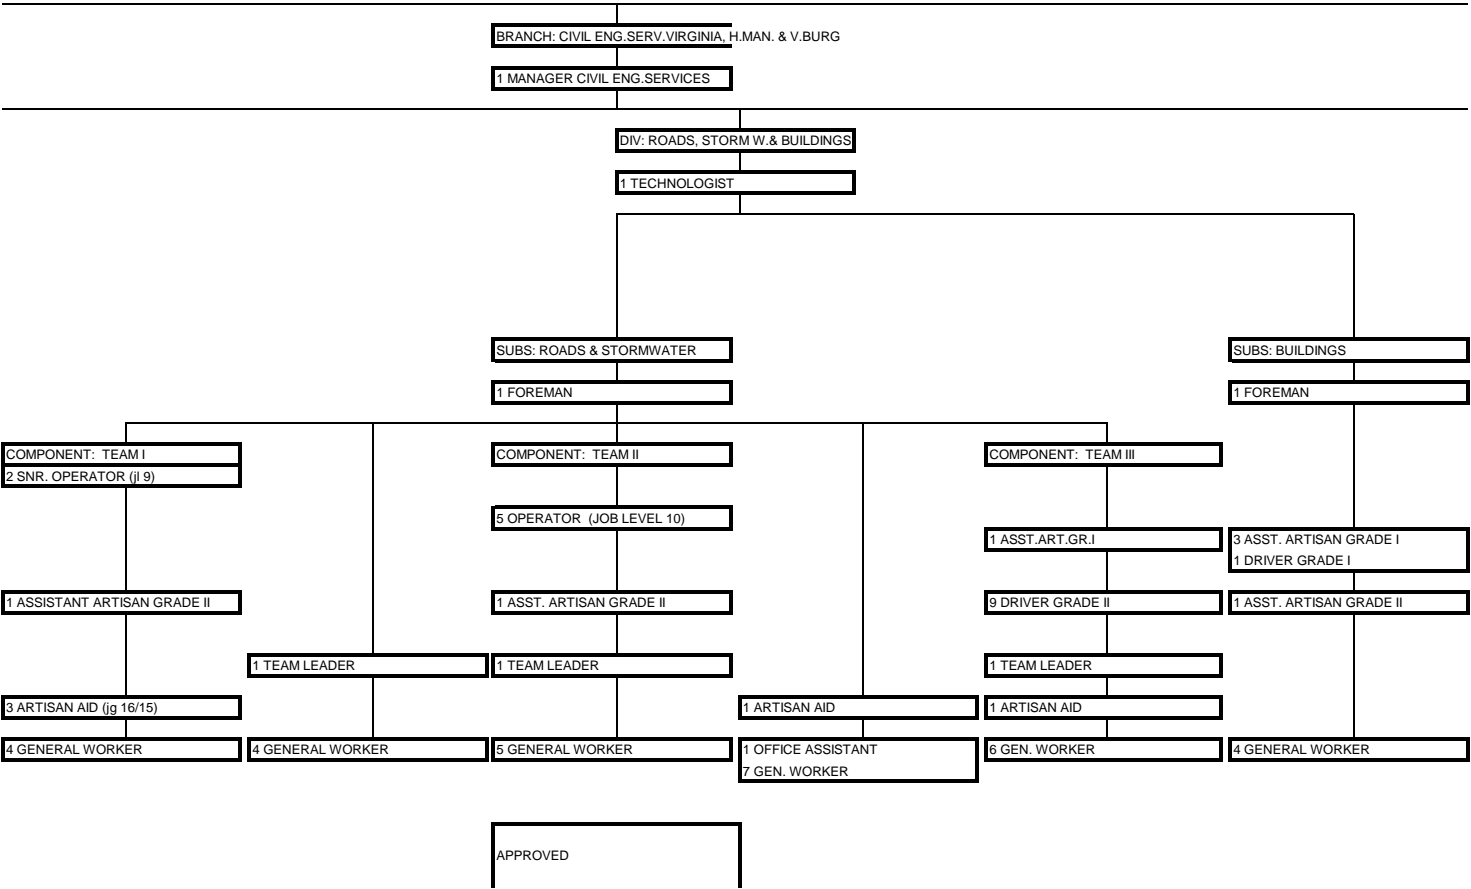 BRANCH: CIVIL ENG.SERV.VIRGINIA, H.MAN. & V.BURG
1 MANAGER CIVIL ENG.SERVICES
DIV: ROADS, STORM W.& BUILDINGS
1 TECHNOLOGIST
SUBS: ROADS & STORMWATER
SUBS: BUILDINGS
1 FOREMAN
1 FOREMAN
COMPONENT:  TEAM I
COMPONENT:  TEAM II
COMPONENT:  TEAM III
2 SNR. OPERATOR (jl 9)
5 OPERATOR  (JOB LEVEL 10)
1 ASST.ART.GR.I
3 ASST. ARTISAN GRADE I
1 DRIVER GRADE I
1 ASSISTANT ARTISAN GRADE II
1 ASST. ARTISAN GRADE II
9 DRIVER GRADE II
1 ASST. ARTISAN GRADE II
1 TEAM LEADER
1 TEAM LEADER
1 TEAM LEADER
3 ARTISAN AID (jg 16/15)
1 ARTISAN AID
1 ARTISAN AID
4 GENERAL WORKER
4 GENERAL WORKER
5 GENERAL WORKER
1 OFFICE ASSISTANT
6 GEN. WORKER
4 GENERAL WORKER
7 GEN. WORKER
APPROVED